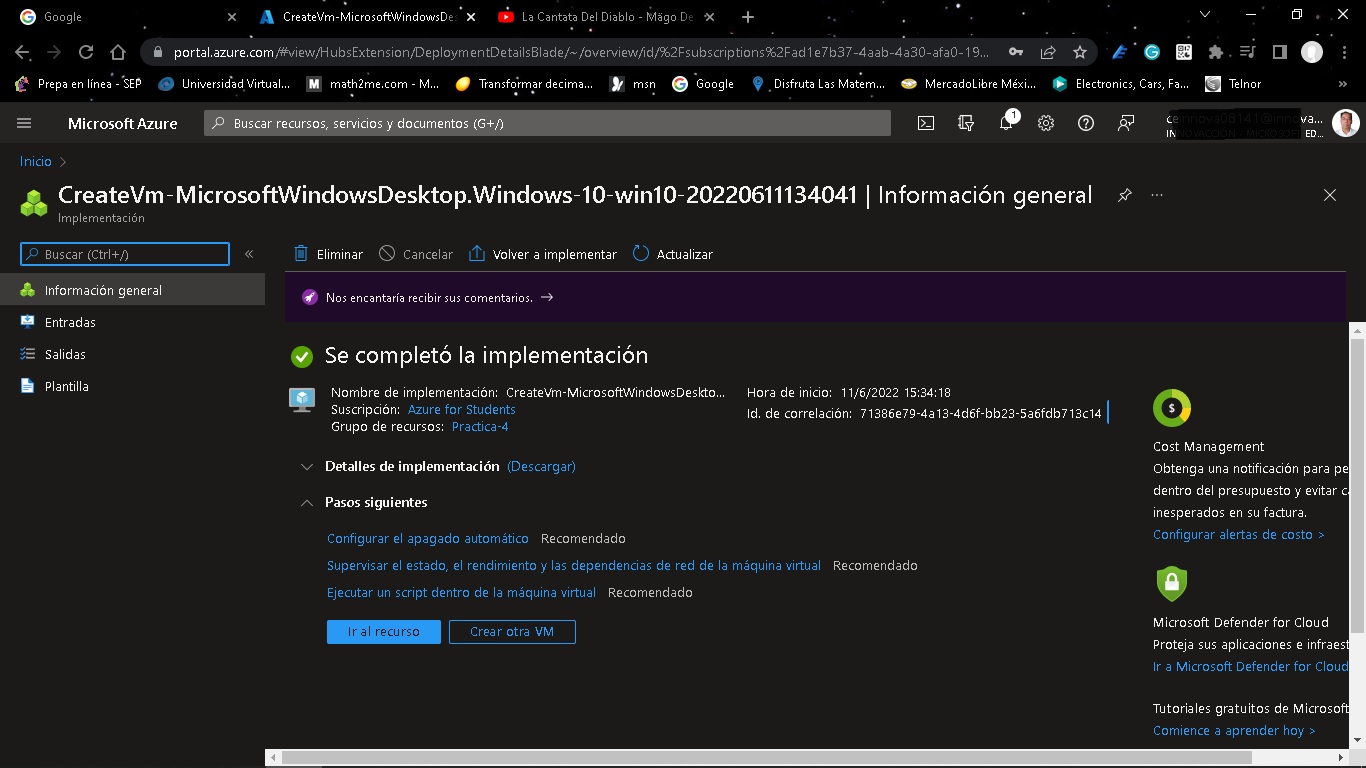 Google
CreateVm-MicrosoftWindowsDes
La Cantata Del Diablo - Mägo De
portal.azure.com/#view/HubsExtension/DeploymentDetailsBlade/~/overview/id/%2Fsubscriptions%2Fad1e7b37-4aab-4a30-afa0-19...
Prepa en línea - SEP
Universidad Virtual...
math2me.com - M...
Transformar decima...
msn
Google
Disfruta Las Matem...
MercadoLibre Méxi...
Electronics, Cars, Fa...
Telnor
Microsoft Azure
Buscar recursos, servicios y documentos (G+/)
1
ED...
Inicio
CreateVm-MicrosoftWindowsDesktop.Windows-10-win10-20220611134041 | Información general
Implementación
Buscar (Ctrl+/)
Eliminar
Cancelar
Volver a implementar
Actualizar
Información general
Entradas
Salidas
Plantilla
Nos encantaría recibir sus comentarios. →
Se completó la implementación
Nombre de implementación: CreateVm-MicrosoftWindowsDeskto...
Suscripción: Azure for Students
Grupo de recursos: Practica-4
Hora de inicio: 11/6/2022 15:34:18
Id. de correlación: 71386e79-4a13-4d6f-bb23-5a6fdb713c14
Detalles de implementación (Descargar)
Pasos siguientes
Configurar el apagado automático Recomendado
Supervisar el estado, el rendimiento y las dependencias de red de la máquina virtual Recomendado
Ejecutar un script dentro de la máquina virtual Recomendado
Ir al recurso
Crear otra VM
Cost Management
Obtenga una notificación para pe
dentro del presupuesto y evitar c
inesperados en su factura.
Configurar alertas de costo >
Microsoft Defender for Cloud
Proteja sus aplicaciones e infraest
Ir a Microsoft Defender for Cloud
Tutoriales gratuitos de Microsoft
Comience a aprender hoy >